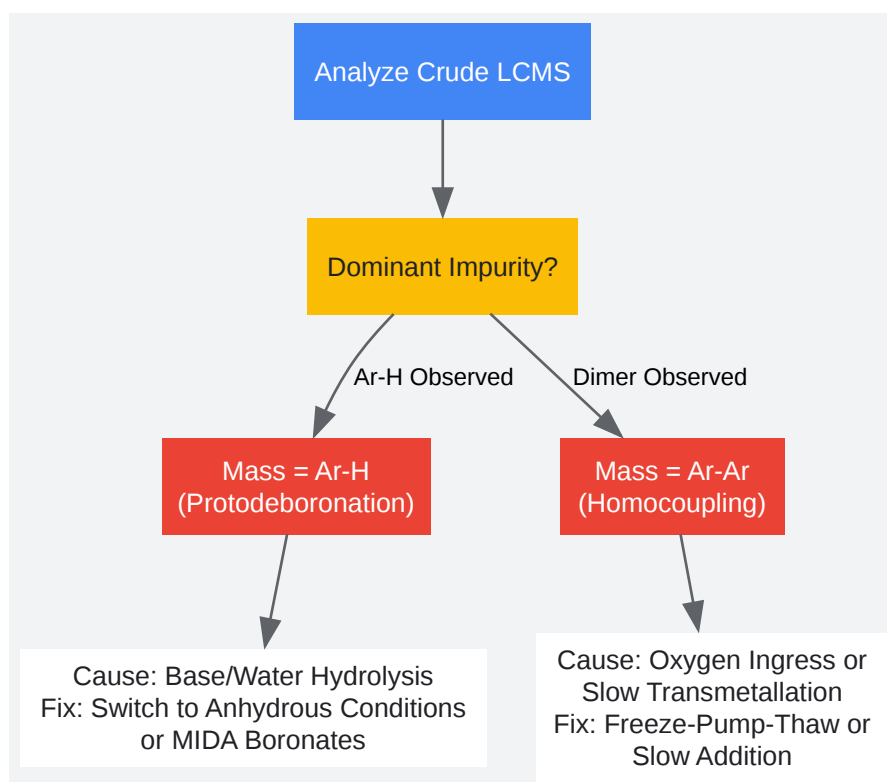 Analyze Crude LCMS
Dominant Impurity?
Ar-H Observed
Dimer Observed
Mass = Ar-H
(Protodeboronation)
Mass = Ar-Ar
(Homocoupling)
Cause: Base/Water Hydrolysis
Fix: Switch to Anhydrous Conditions
or MIDA Boronates
Cause: Oxygen Ingress or
Slow Transmetallation
Fix: Freeze-Pump-Thaw or
Slow Addition